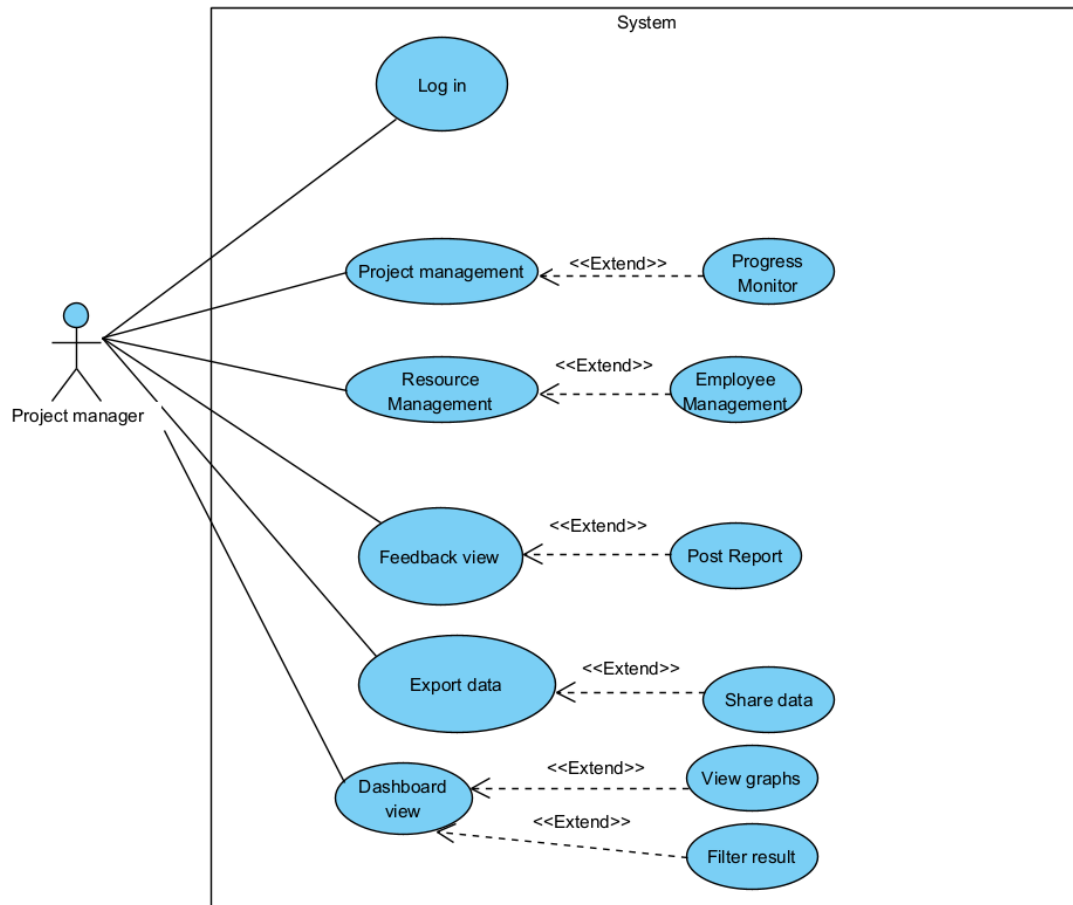 System
Log in
Project management
<<Extend>>
Progress
Monitor
Project manager
Resource
Management
<<Extend>>
Employee
Management
Feedback view
<<Extend>>
Post Report
Export data
<<Extend>>
Share data
Dashboard
view
<<Extend>>
View graphs
<<Extend>>
Filter result